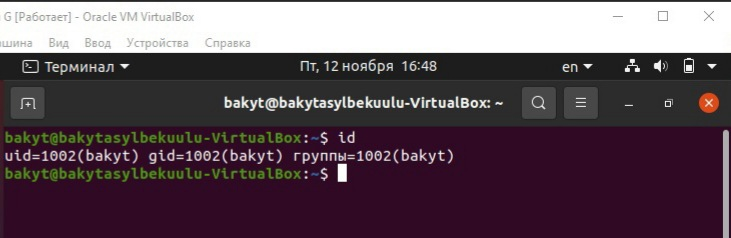 G [Работает] - Oracle VM VirtualBox
Вид Ввод Устройства Справка
Терминал Пт, 12 ноября 16:48 en
bakyt@bakytasylbekuulu-VirtualBox: ~
bakyt@bakytasylbekuulu-VirtualBox:~$ id
uid=1002(bakyt) gid=1002(bakyt) группы=1002(bakyt)
bakyt@bakytasylbekuulu-VirtualBox:~$